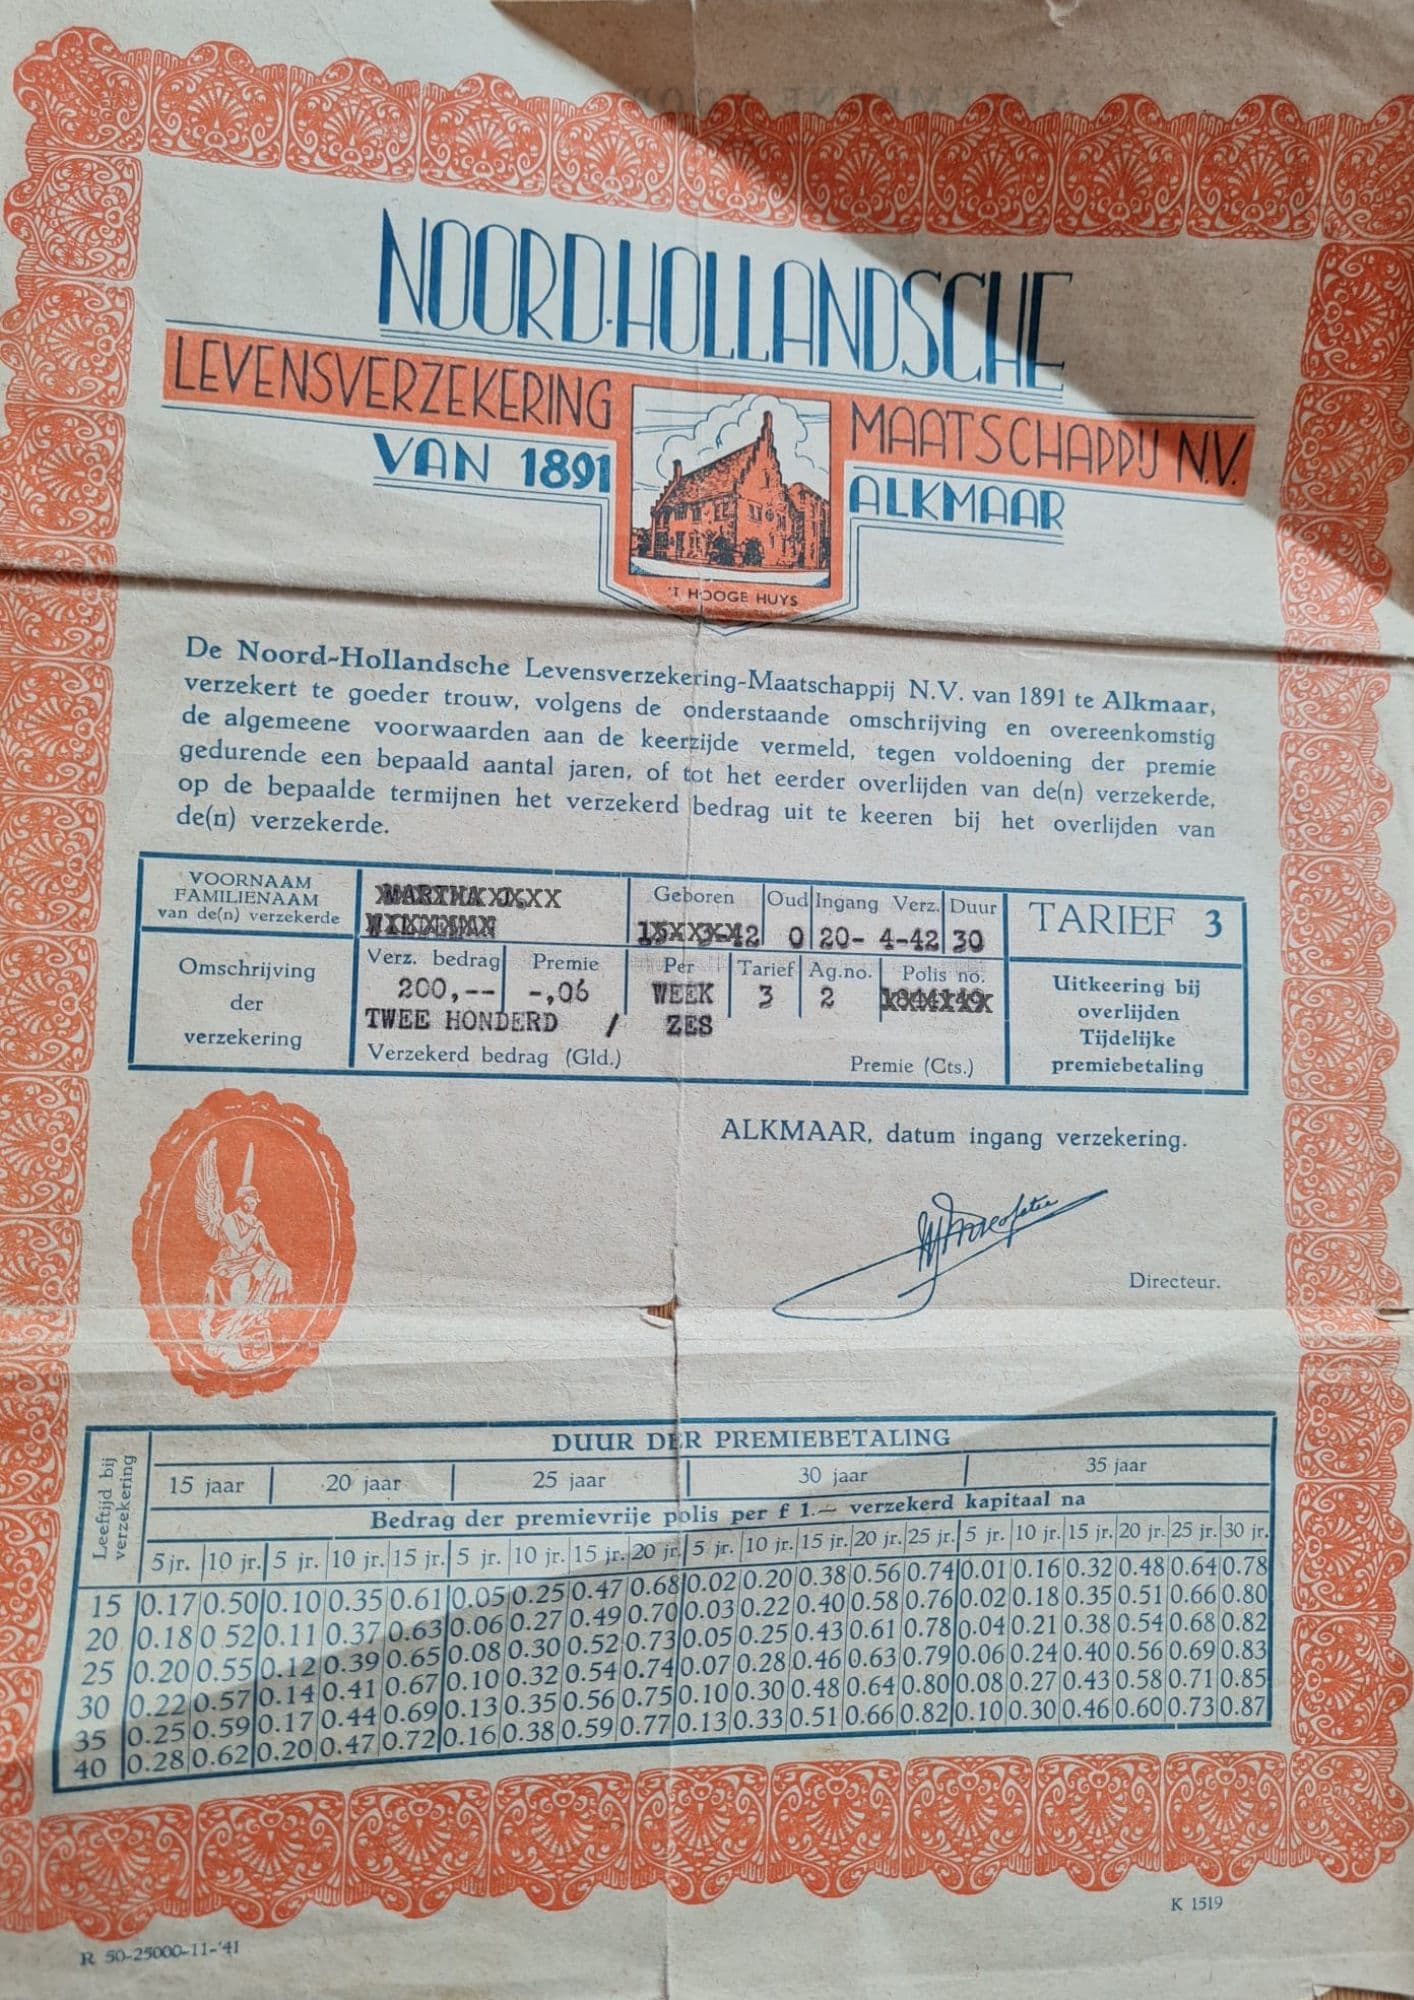 NOORD-HOLLANDSCHE
LEVENSVERZEKERING MAATSCHAPPIJ N.V.
VAN 1891 ALKMAAR
'T HOOGE HUYS
De Noord-Hollandsche Levensverzekering-Maatschappij N.V. van 1891 te Alkmaar,
verzekert te goeder trouw, volgens de onderstaande omschrijving en overeenkomstig
de algemeene voorwaarden aan de keerzijde vermeld, tegen voldoening der premie
gedurende een bepaald aantal jaren, of tot het eerder overlijden van de(n) verzekerde,
op de bepaalde termijnen het verzekerd bedrag uit te keeren bij het overlijden van
de(n) verzekerde.
VOORNAAM
FAMILIENAAM
van de(n) verzekerde
Geboren Oud Ingang Verz. Duur
0 20- 4-42 30
TARIEF 3
Omschrijving
der
verzekering
Verz. bedrag Premie Per Tarief Ag.no. Polis no.
200,-- -,06 WEEK 3 2
TWEE HONDERD / ZES
Verzekerd bedrag (Gld.) Premie (Cts.)
Uitkeering bij
overlijden
Tijdelijke
premiebetaling
ALKMAAR, datum ingang verzekering.
Directeur.
Leeftijd bij
verzekering
DUUR DER PREMIEBETALING
15 jaar 20 jaar 25 jaar 30 jaar 35 jaar
Bedrag der premievrije polis per f 1.— verzekerd kapitaal na
5 jr. 10 jr. 5 jr. 10 jr. 15 jr. 5 jr. 10 jr. 15 jr. 20 jr. 5 jr. 10 jr. 15 jr. 20 jr. 25 jr. 5 jr. 10 jr. 15 jr. 20 jr. 25 jr. 30 jr.
15 0.17 0.50 0.10 0.35 0.61 0.05 0.25 0.47 0.68 0.02 0.20 0.38 0.56 0.74 0.01 0.16 0.32 0.48 0.64 0.78
20 0.18 0 52 0.11 0.37 0.63 0.06 0.27 0.49 0.70 0.03 0.22 0.40 0.58 0.76 0.02 0.18 0.35 0.51 0.66 0.80
25 0.20 0.55 0.12 0.39 0.65 0.08 0.30 0.52 0.73 0.05 0.25 0.43 0.61 0.78 0.04 0.21 0.38 0.54 0.68 0.82
30 0.22 0.57 0.14 0.41 0.67 0.10 0.32 0.54 0.74 0.07 0.28 0.46 0.63 0.79 0.06 0.24 0.40 0.56 0.69 0.83
35 0.25 0.59 0.17 0.44 0.69 0.13 0.35 0.56 0.75 0.10 0.30 0.48 0.64 0.80 0.08 0.27 0.43 0.58 0.71 0.85
40 0.28 0.62 0.20 0.47 0.72 0.16 0.38 0.59 0.77 0.13 0.33 0.51 0.66 0.82 0.10 0.30 0.46 0.60 0.73 0.87
K 1519
R 50-25000-11-'41